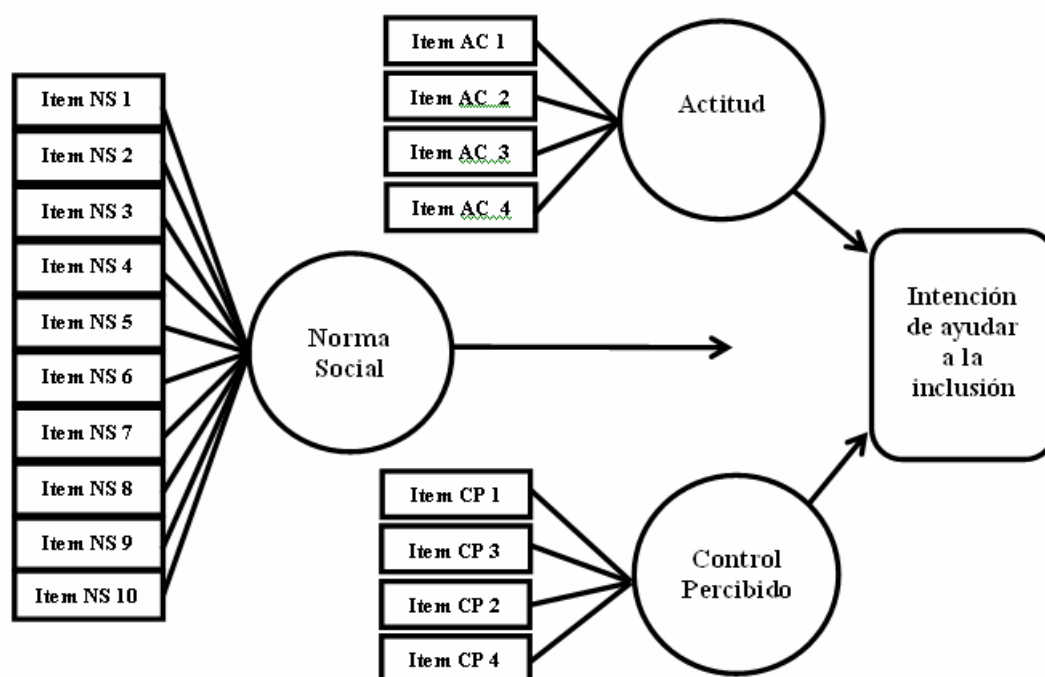 Item NS 1
Item NS 2
Item NS 3
Item NS 4
Item NS 5
Item NS 6
Item NS 7
Item NS 8
Item NS 9
Item NS 10
Norma
Social
Item AC 1
Item AC 2
Item AC 3
Item AC 4
Actitud
Item CP 1
Item CP 3
Item CP 2
Item CP 4
Control
Percibido
Intención
de ayudar
a la
inclusión